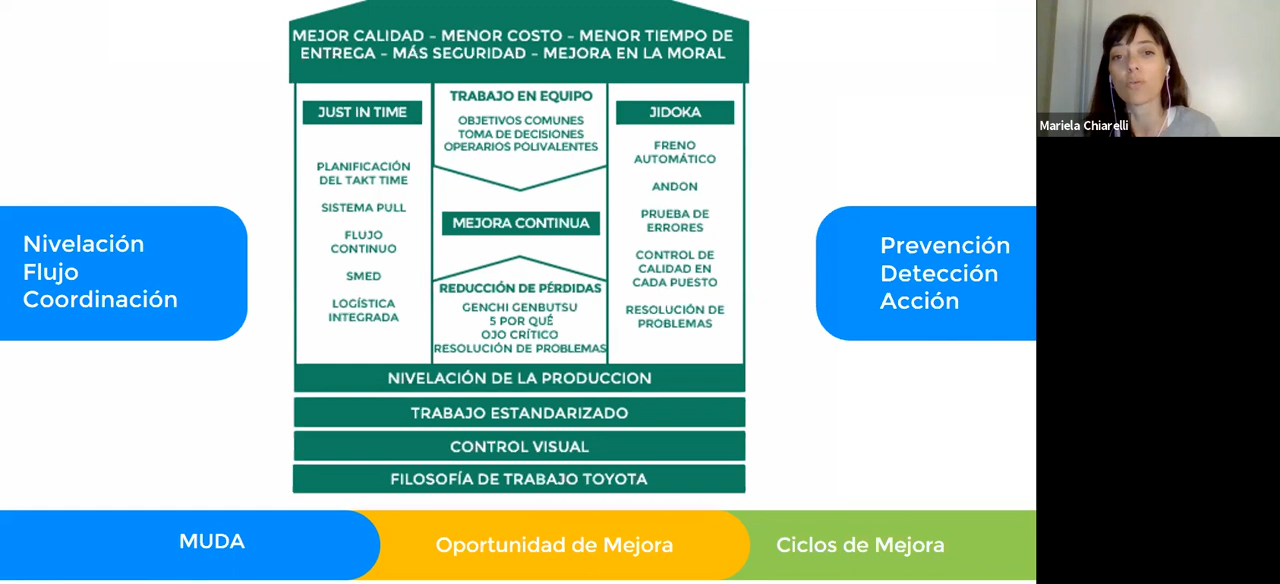 MEJOR CALIDAD – MENOR COSTO – MENOR TIEMPO DE
ENTREGA – MÁS SEGURIDAD – MEJORA EN LA MORAL
JUST IN TIME
PLANIFICACIÓN
DEL TAKT TIME
SISTEMA PULL
FLUJO
CONTINUO
SMED
LOGÍSTICA
INTEGRADA
TRABAJO EN EQUIPO
OBJETIVOS COMUNES
TOMA DE DECISIONES
OPERARIOS POLIVALENTES
MEJORA CONTINUA
REDUCCIÓN DE PÉRDIDAS
GENCHI GENBUTSU
5 POR QUÉ
OJO CRÍTICO
RESOLUCIÓN DE PROBLEMAS
JIDOKA
FRENO
AUTOMÁTICO
ANDON
PRUEBA DE
ERRORES
CONTROL DE
CALIDAD EN
CADA PUESTO
RESOLUCIÓN DE
PROBLEMAS
NIVELACIÓN DE LA PRODUCCION
TRABAJO ESTANDARIZADO
CONTROL VISUAL
FILOSOFÍA DE TRABAJO TOYOTA
Nivelación
Flujo
Coordinación
Prevención
Detección
Acción
MUDA
Oportunidad de Mejora
Ciclos de Mejora
Mariela Chiarelli